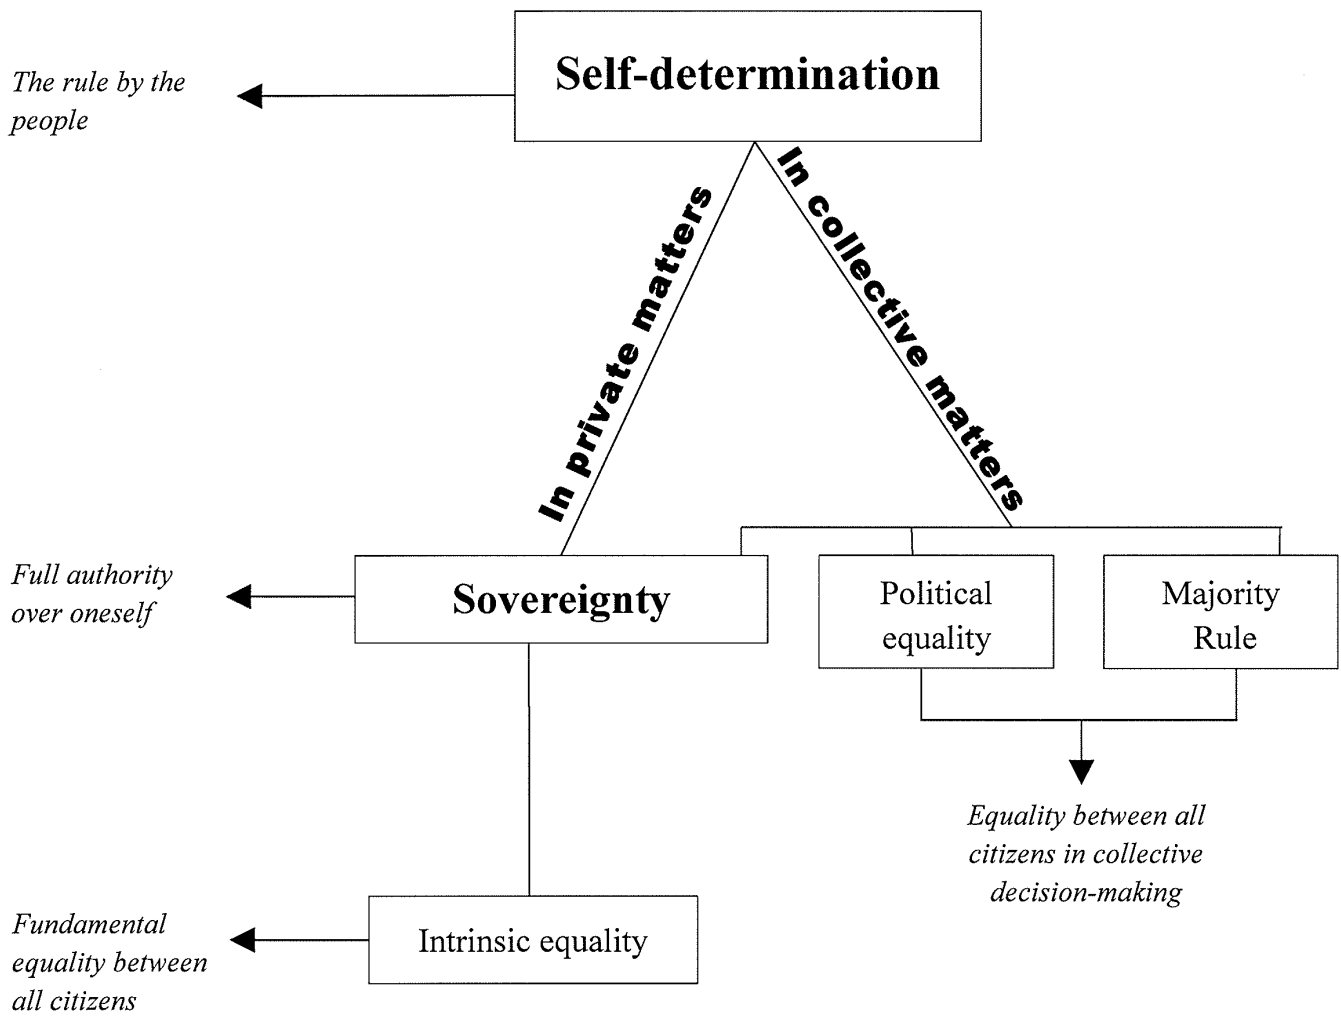 Self-determination
The rule by the
people
In private matters
In collective matters
Full authority
over oneself
Sovereignty
Political
equality
Majority
Rule
Equality between all
citizens in collective
decision-making
Fundamental
equality between
all citizens
Intrinsic equality